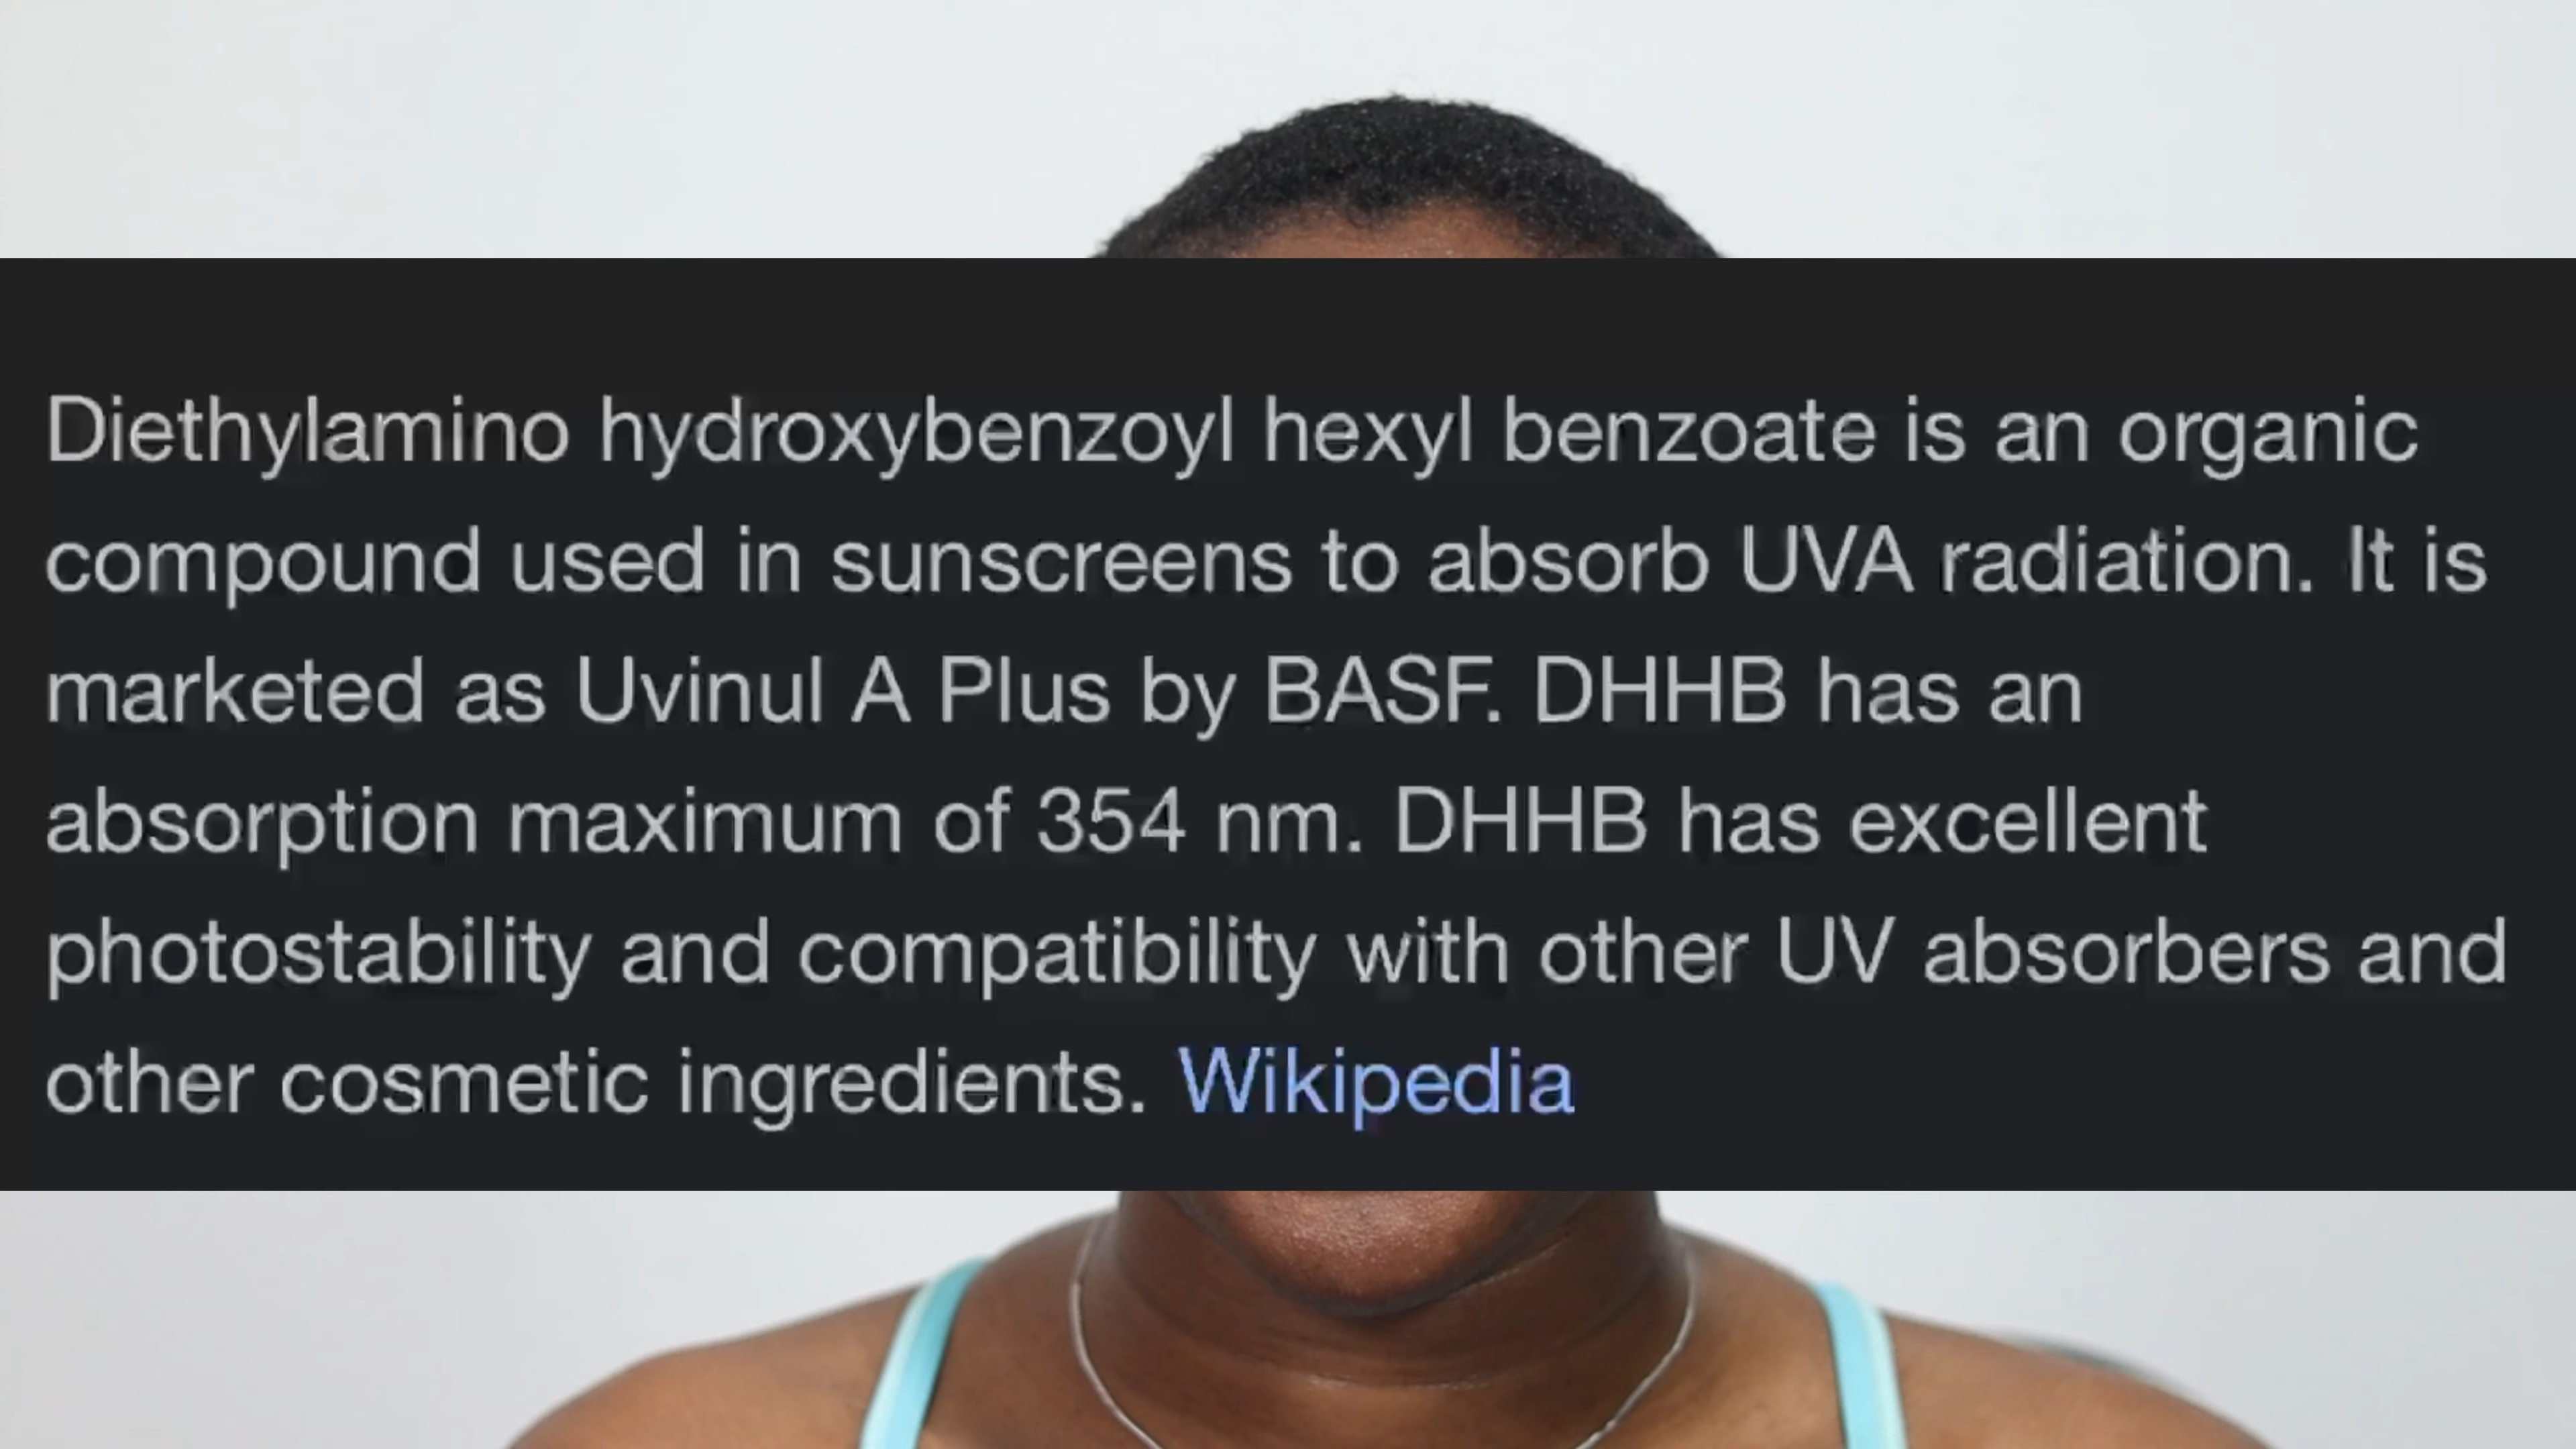 Diethylamino hydroxybenzoyl hexyl benzoate is an organic
compound used in sunscreens to absorb UVA radiation. It is
marketed as Uvinul A Plus by BASF. DHHB has an
absorption maximum of 354 nm. DHHB has excellent
photostability and compatibility with other UV absorbers and
other cosmetic ingredients. Wikipedia